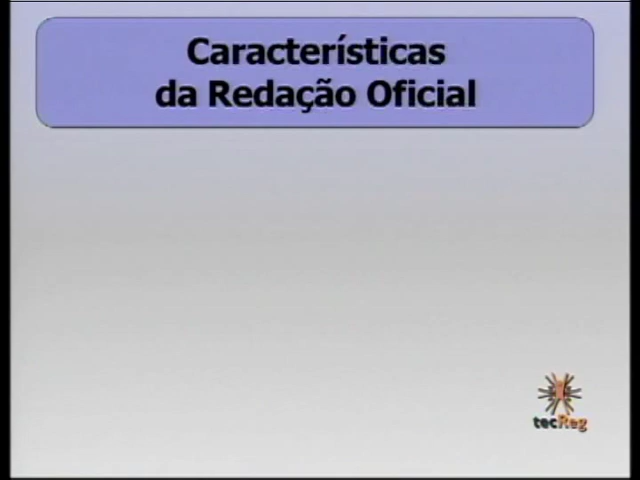 Características
da Redação Oficial
tecReg